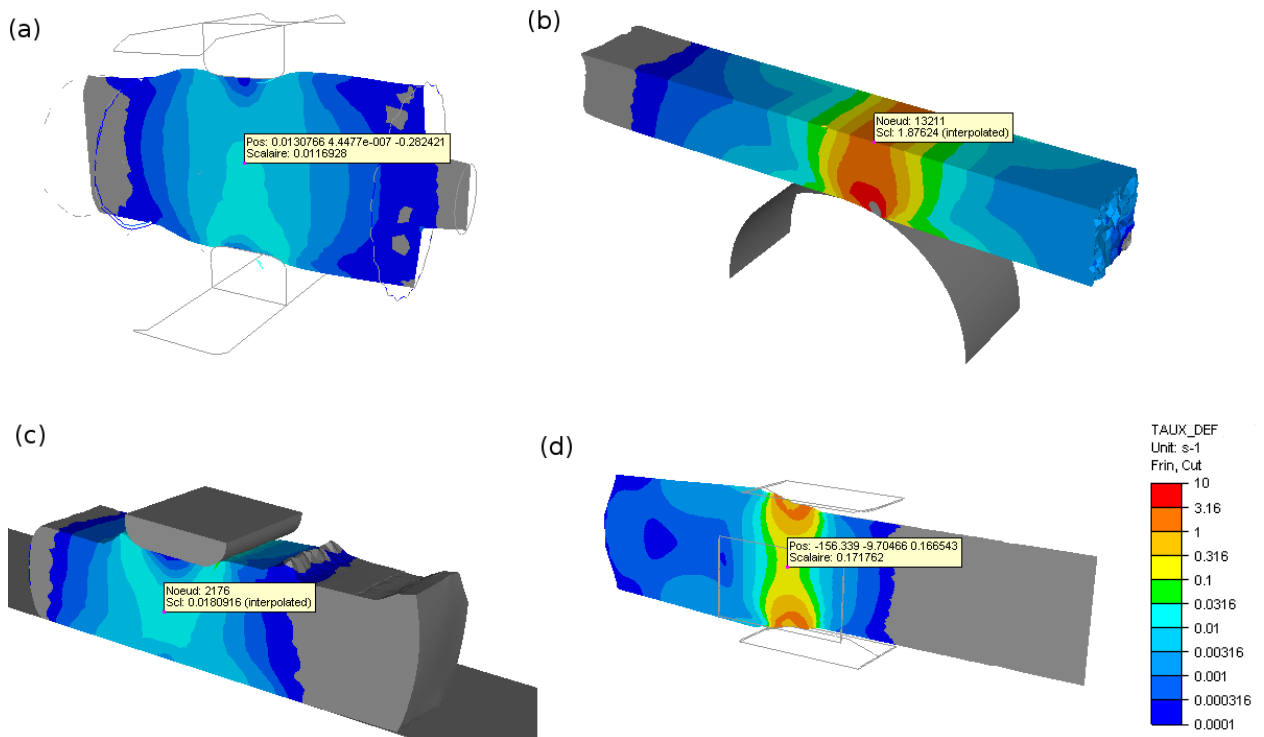 (a)
Pos: 0.0130766 4.4477e-007 -0.282421
Scalaire: 0.0116928
(b)
Noeud: 13211
Scl: 1.87624 (interpolated)
(c)
Noeud: 2176
Scl: 0.0180916 (interpolated)
(d)
Pos: -156.339 -9.70466 0.166543
Scalaire: 0.171762
TAUX_DEF
Unit: s-1
Frin, Cut
10
3.16
1
0.316
0.1
0.0316
0.01
0.00316
0.001
0.000316
0.0001